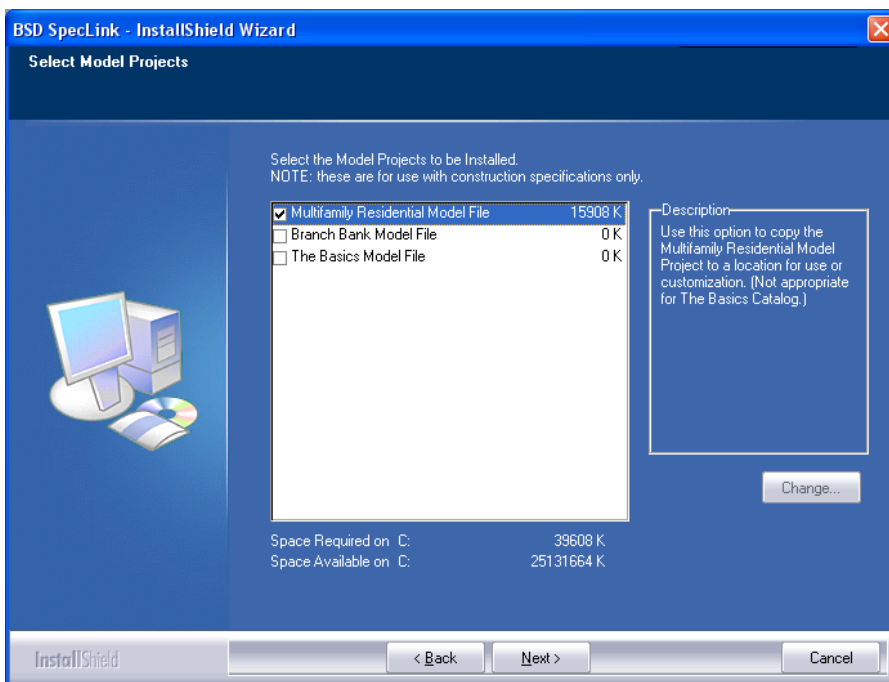 BSD SpecLink - InstallShield Wizard
Select Model Projects
Select the Model Projects to be Installed.
NOTE: these are for use with construction specifications only.
Multifamily Residential Model File 15908 K
Branch Bank Model File 0 K
The Basics Model File 0 K
Description
Use this option to copy the
Multifamily Residential Model
Project to a location for use or
customization. (Not appropriate
for The Basics Catalog.)
Change...
Space Required on C: 39608 K
Space Available on C: 25131664 K
InstallShield
< Back
Next >
Cancel